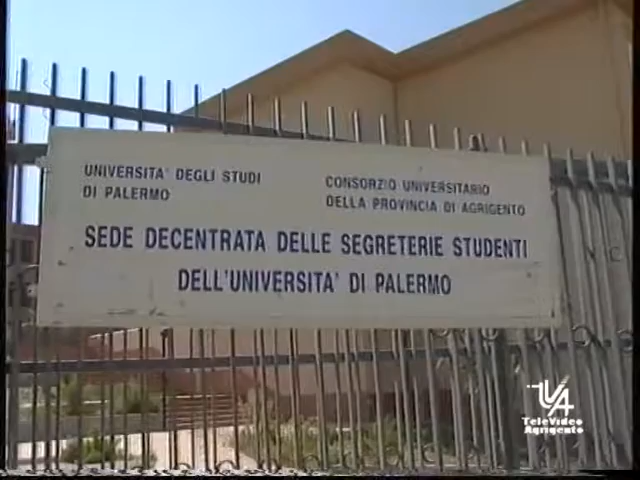 UNIVERSITA' DEGLI STUDI
DI PALERMO
CONSORZIO UNIVERSITARIO
DELLA PROVINCIA DI AGRIGENTO
SEDE DECENTRATA DELLE SEGRETERIE STUDENTI
DELL'UNIVERSITA' DI PALERMO
TVA
TeleVideo
Agrigento